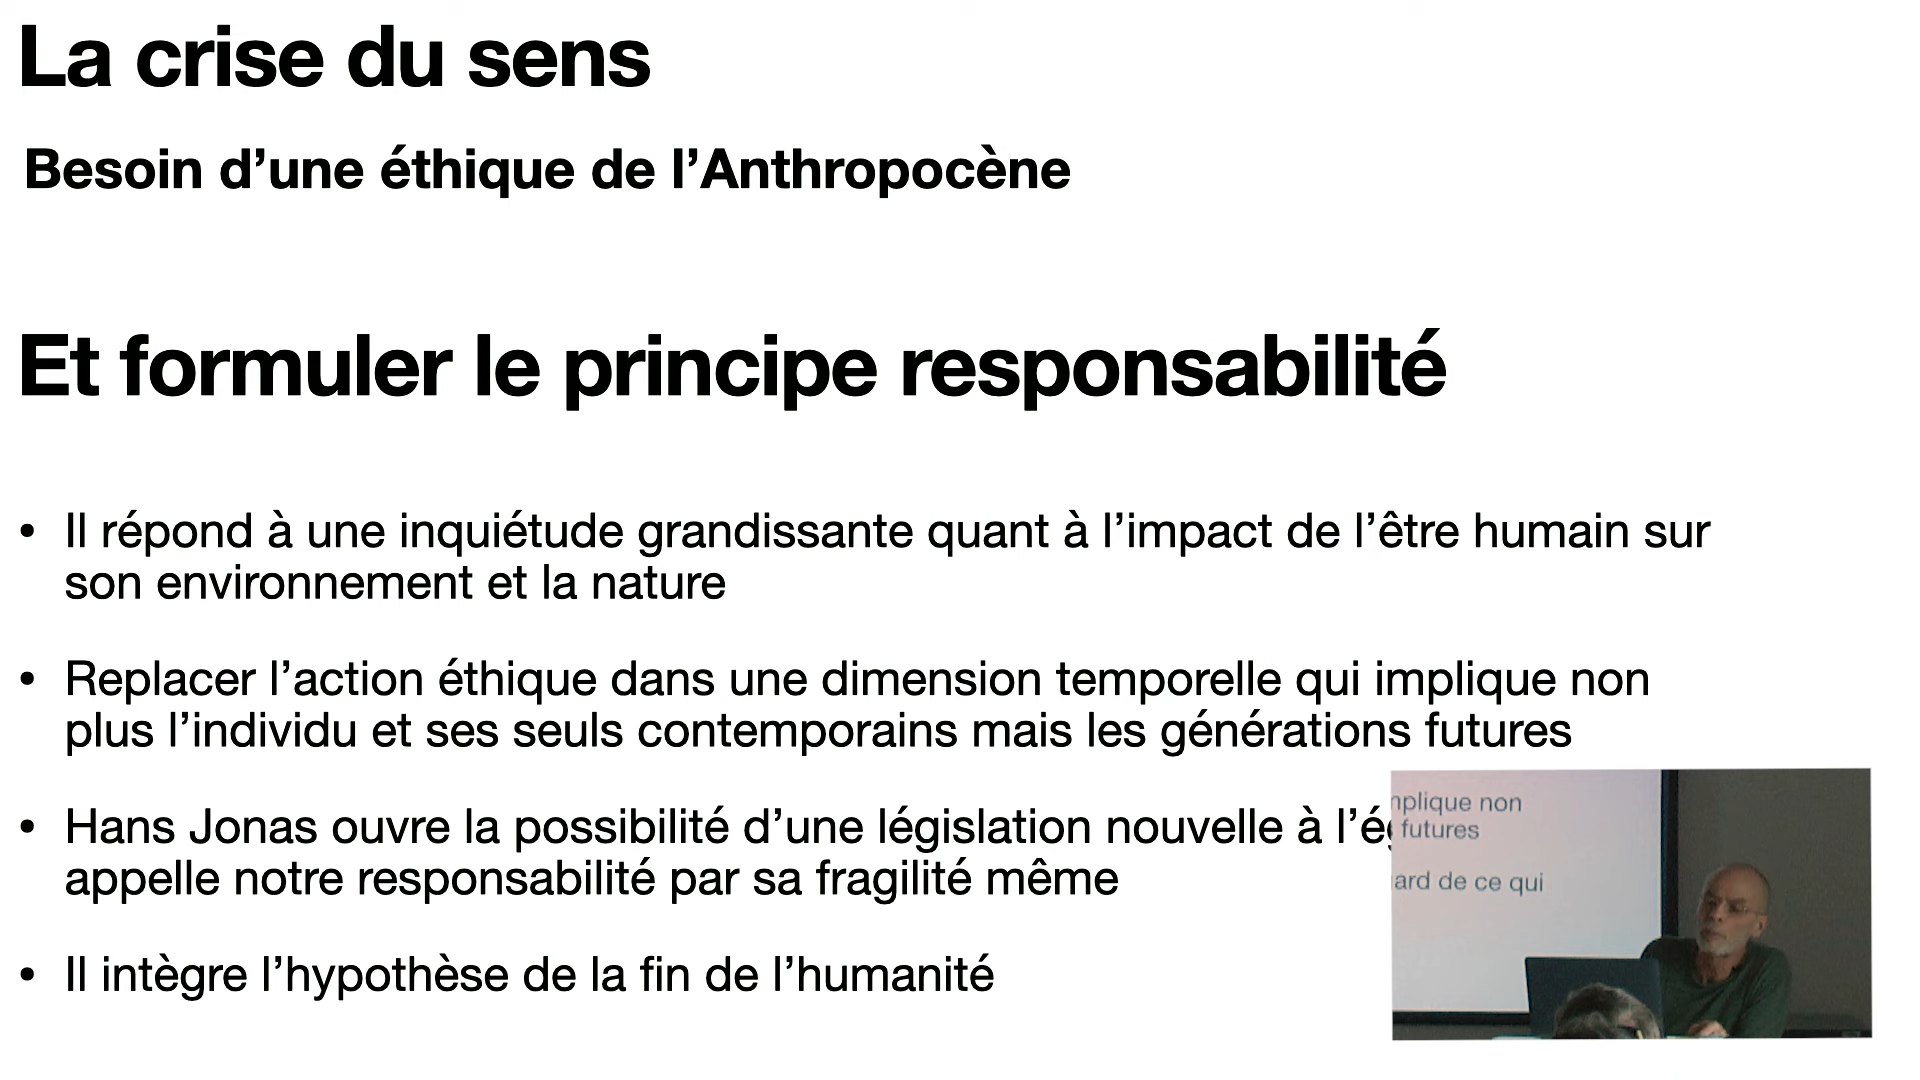 La crise du sens
Besoin d’une éthique de l’Anthropocène
Et formuler le principe responsabilité
• Il répond à une inquiétude grandissante quant à l’impact de l’être humain sur
son environnement et la nature
• Replacer l’action éthique dans une dimension temporelle qui implique non
plus l’individu et ses seuls contemporains mais les générations futures
• Hans Jonas ouvre la possibilité d’une législation nouvelle à l’ég
appelle notre responsabilité par sa fragilité même
• Il intègre l’hypothèse de la fin de l’humanité
mplique non
futures
ard de ce qui